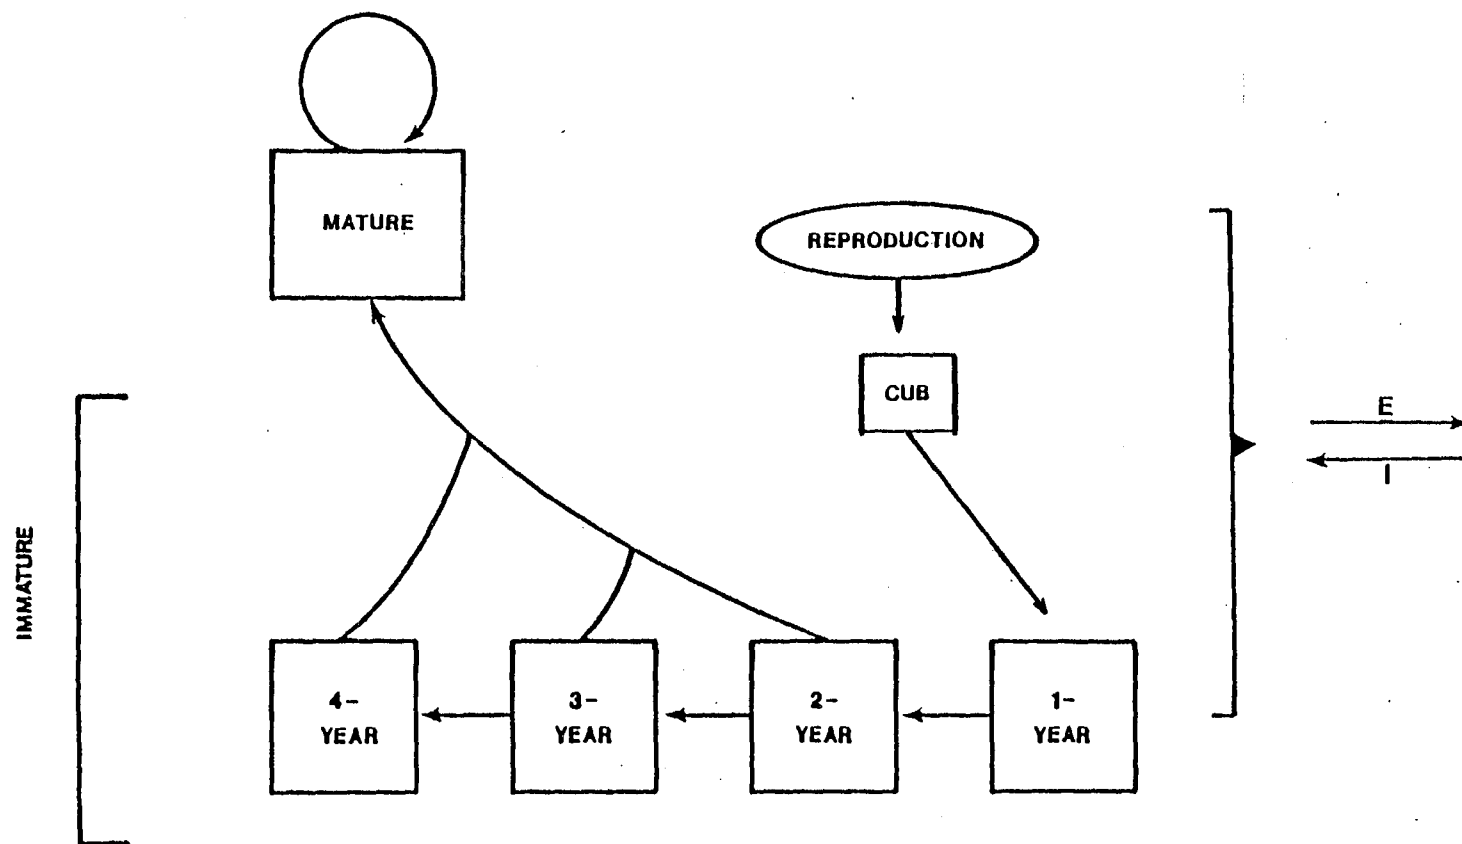 MATURE
REPRODUCTION
CUB
E
I
IMMATURE
4-
YEAR
3-
YEAR
2-
YEAR
1-
YEAR